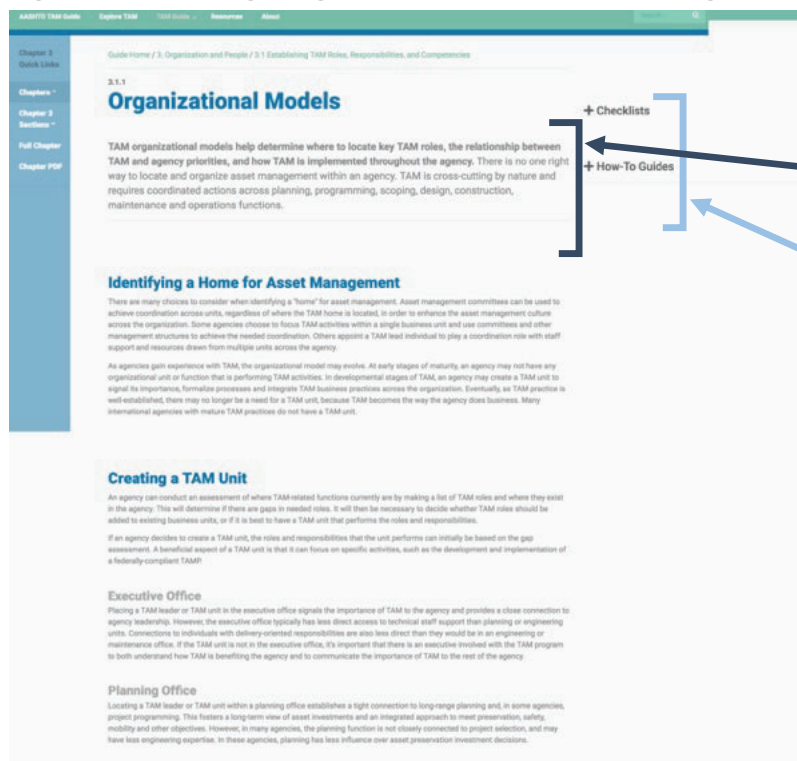 AASHTO TAM Guide Explore TAM TAM Guide Resources About Search
Chapter 3
Quick Links
Chapters
Chapter 3
Sections
Full Chapter
Chapter PDF
Guide Home / 3: Organization and People / 3.1 Establishing TAM Roles, Responsibilities, and Competencies
3.1.1
Organizational Models
+ Checklists
+ How-To Guides
TAM organizational models help determine where to locate key TAM roles, the relationship between
TAM and agency priorities, and how TAM is implemented throughout the agency. There is no one right
way to locate and organize asset management within an agency. TAM is cross-cutting by nature and
requires coordinated actions across planning, programming, scoping, design, construction,
maintenance and operations functions.
Identifying a Home for Asset Management
There are many choices to consider when identifying a "home" for asset management. Asset management committees can be used to
achieve coordination across units, regardless of where the TAM home is located, in order to enhance the asset management culture
across the organization. Some agencies choose to focus TAM activities within a single business unit and use committees and other
management structures to achieve the needed coordination. Others appoint a TAM lead individual to play a coordination role with staff
support and resources drawn from multiple units across the agency.
As agencies gain experience with TAM, the organizational model may evolve. At early stages of maturity, an agency may not have any
organizational unit or function that is performing TAM activities. In developmental stages of TAM, an agency may create a TAM unit to
signal its importance, formalize processes and integrate TAM business practices across the organization. Eventually, as TAM practice is
well-established, there may no longer be a need for a TAM unit, because TAM becomes the way the agency does business. Many
international agencies with mature TAM practices do not have a TAM unit.
Creating a TAM Unit
An agency can conduct an assessment of where TAM-related functions currently are by making a list of TAM roles and where they exist
in the agency. This will determine if there are gaps in needed roles. It will then be necessary to decide whether TAM roles should be
added to existing business units, or if it is best to have a TAM unit that performs the roles and responsibilities.
If an agency decides to create a TAM unit, the roles and responsibilities that the unit performs can initially be based on the gap
assessment. A beneficial aspect of a TAM unit is that it can focus on specific activities, such as the development and implementation of
a federally-compliant TAMP.
Executive Office
Placing a TAM leader or TAM unit in the executive office signals the importance of TAM to the agency and provides a close connection to
agency leadership. However, the executive office typically has less direct access to technical staff support than planning or engineering
units. Connections to individuals with delivery-oriented responsibilities are also less direct than they would be in an engineering or
maintenance office. If the TAM unit is not in the executive office, it's important that there is an executive involved with the TAM program
to both understand how TAM is benefiting the agency and to communicate the importance of TAM to the rest of the agency.
Planning Office
Locating a TAM leader or TAM unit within a planning office establishes a tight connection to long-range planning and, in some agencies,
project programming. This fosters a long-term view of asset investments and an integrated approach to meet preservation, safety,
mobility and other objectives. However, in many agencies, the planning function is not closely connected to project selection, and may
have less engineering expertise. In these agencies, planning has less influence over asset preservation investment decisions.